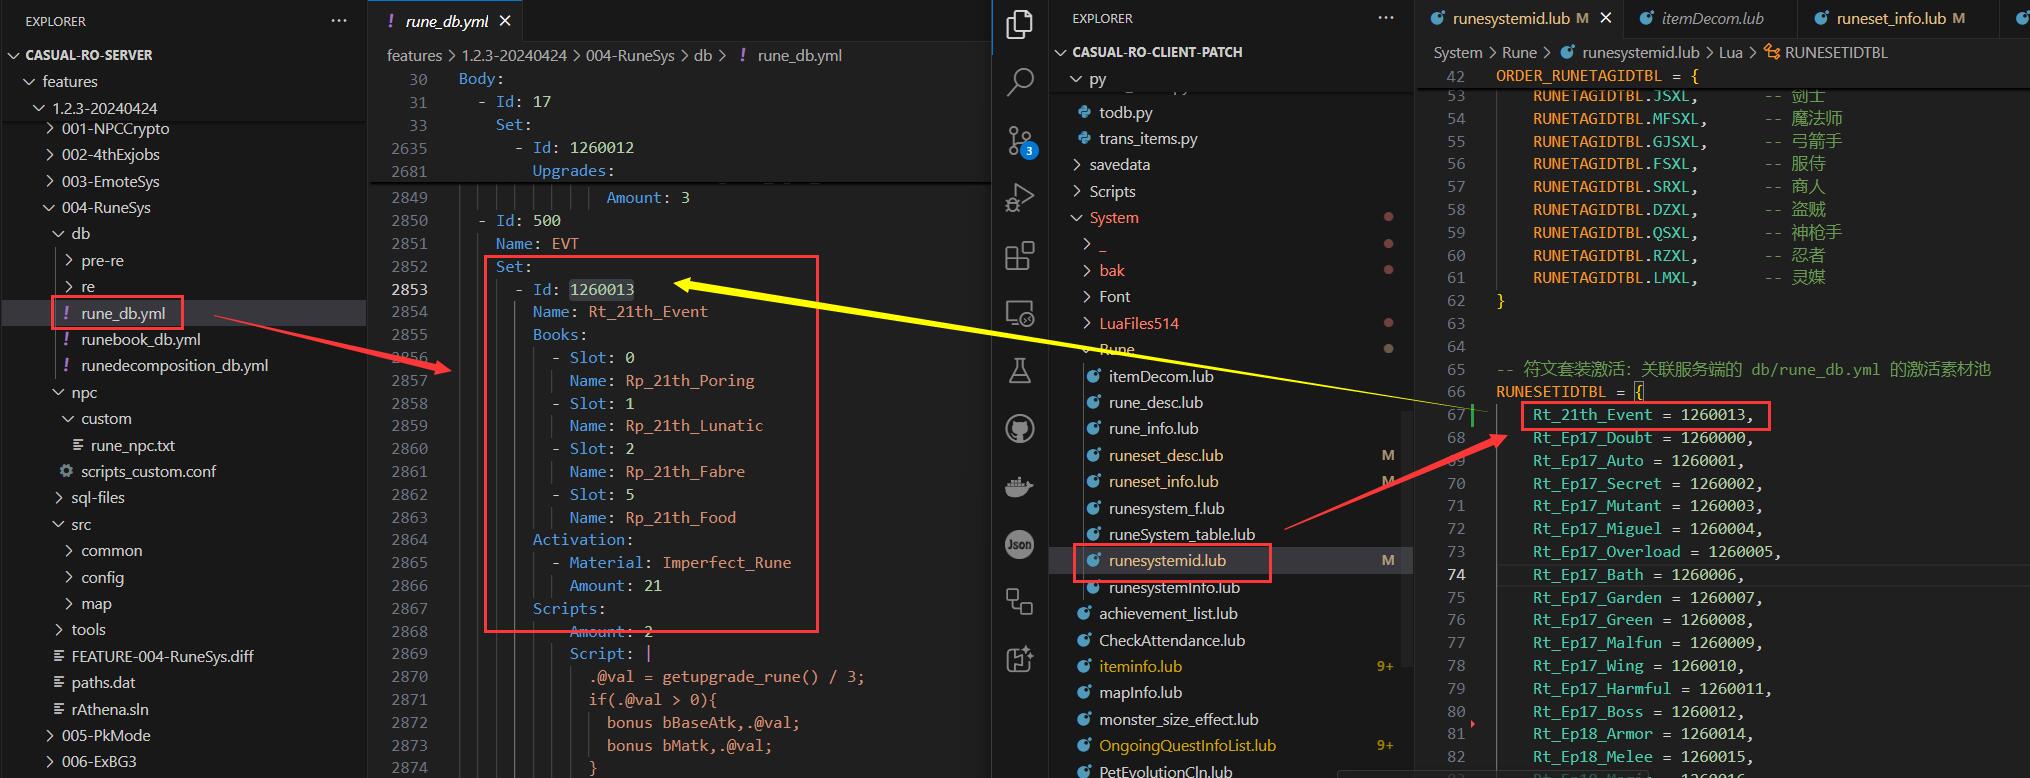 EXPLORER
···
CASUAL-RO-SERVER
features
1.2.3-20240424
001-NPCCrypto
002-4thExjobs
003-EmoteSys
004-RuneSys
db
pre-re
re
! rune_db.yml
! runebook_db.yml
! runedecomposition_db.yml
npc
custom
rune_npc.txt
scripts_custom.conf
sql-files
src
common
config
map
tools
FEATURE-004-RuneSys.diff
paths.dat
rAthena.sln
005-PkMode
006-ExBG3
! rune_db.yml ×
features > 1.2.3-20240424 > 004-RuneSys > db > ! rune_db.yml
30 Body:
31 - Id: 17
33 Set:
2635 - Id: 1260012
2681 Upgrades:
2849 Amount: 3
2850 - Id: 500
2851 Name: EVT
2852 Set:
2853 - Id: 1260013
2854 Name: Rt_21th_Event
2855 Books:
2856 - Slot: 0
2857 Name: Rp_21th_Poring
2858 - Slot: 1
2859 Name: Rp_21th_Lunatic
2860 - Slot: 2
2861 Name: Rp_21th_Fabre
2862 - Slot: 5
2863 Name: Rp_21th_Food
2864 Activation:
2865 - Material: Imperfect_Rune
2866 Amount: 21
2867 Scripts:
2868 - Amount: 2
2869 Script: |
2870 .@val = getupgrade_rune() / 3;
2871 if(.@val > 0){
2872 bonus bBaseAtk,.@val;
2873 bonus bMatk,.@val;
2874 }
3
Json
EXPLORER
···
CASUAL-RO-CLIENT-PATCH
py
todb.py
trans_items.py
savedata
Scripts
System
_
bak
Font
LuaFiles514
Rune
itemDecom.lub
rune_desc.lub
rune_info.lub
runeset_desc.lub M
runeset_info.lub M
runesystem_f.lub
runeSystem_table.lub
runesystemid.lub M
runesystemInfo.lub
achievement_list.lub
CheckAttendance.lub
iteminfo.lub 9+
mapInfo.lub
monster_size_effect.lub
OngoingQuestInfoList.lub 9+
PetEvolutionCln.lub
runesystemid.lub M × itemDecom.lub runeset_info.lub M
System > Rune > runesystemid.lub > Lua > RUNESETIDTBL
42 ORDER_RUNETAGIDTBL = {
53 RUNETAGIDTBL.JSXL, -- 剑士
54 RUNETAGIDTBL.MFSXL, -- 魔法师
55 RUNETAGIDTBL.GJSXL, -- 弓箭手
56 RUNETAGIDTBL.FSXL, -- 服侍
57 RUNETAGIDTBL.SRXL, -- 商人
58 RUNETAGIDTBL.DZXL, -- 盗贼
59 RUNETAGIDTBL.QSXL, -- 神枪手
60 RUNETAGIDTBL.RZXL, -- 忍者
61 RUNETAGIDTBL.LMXL, -- 灵媒
62 }
63
64
65 -- 符文套装激活：关联服务端的 db/rune_db.yml 的激活素材池
66 RUNESETIDTBL = {
67 Rt_21th_Event = 1260013,
68 Rt_Ep17_Doubt = 1260000,
69 Rt_Ep17_Auto = 1260001,
70 Rt_Ep17_Secret = 1260002,
71 Rt_Ep17_Mutant = 1260003,
72 Rt_Ep17_Miguel = 1260004,
73 Rt_Ep17_Overload = 1260005,
74 Rt_Ep17_Bath = 1260006,
75 Rt_Ep17_Garden = 1260007,
76 Rt_Ep17_Green = 1260008,
77 Rt_Ep17_Malfun = 1260009,
78 Rt_Ep17_Wing = 1260010,
79 Rt_Ep17_Harmful = 1260011,
80 Rt_Ep17_Boss = 1260012,
81 Rt_Ep18_Armor = 1260014,
82 Rt_Ep18_Melee = 1260015,